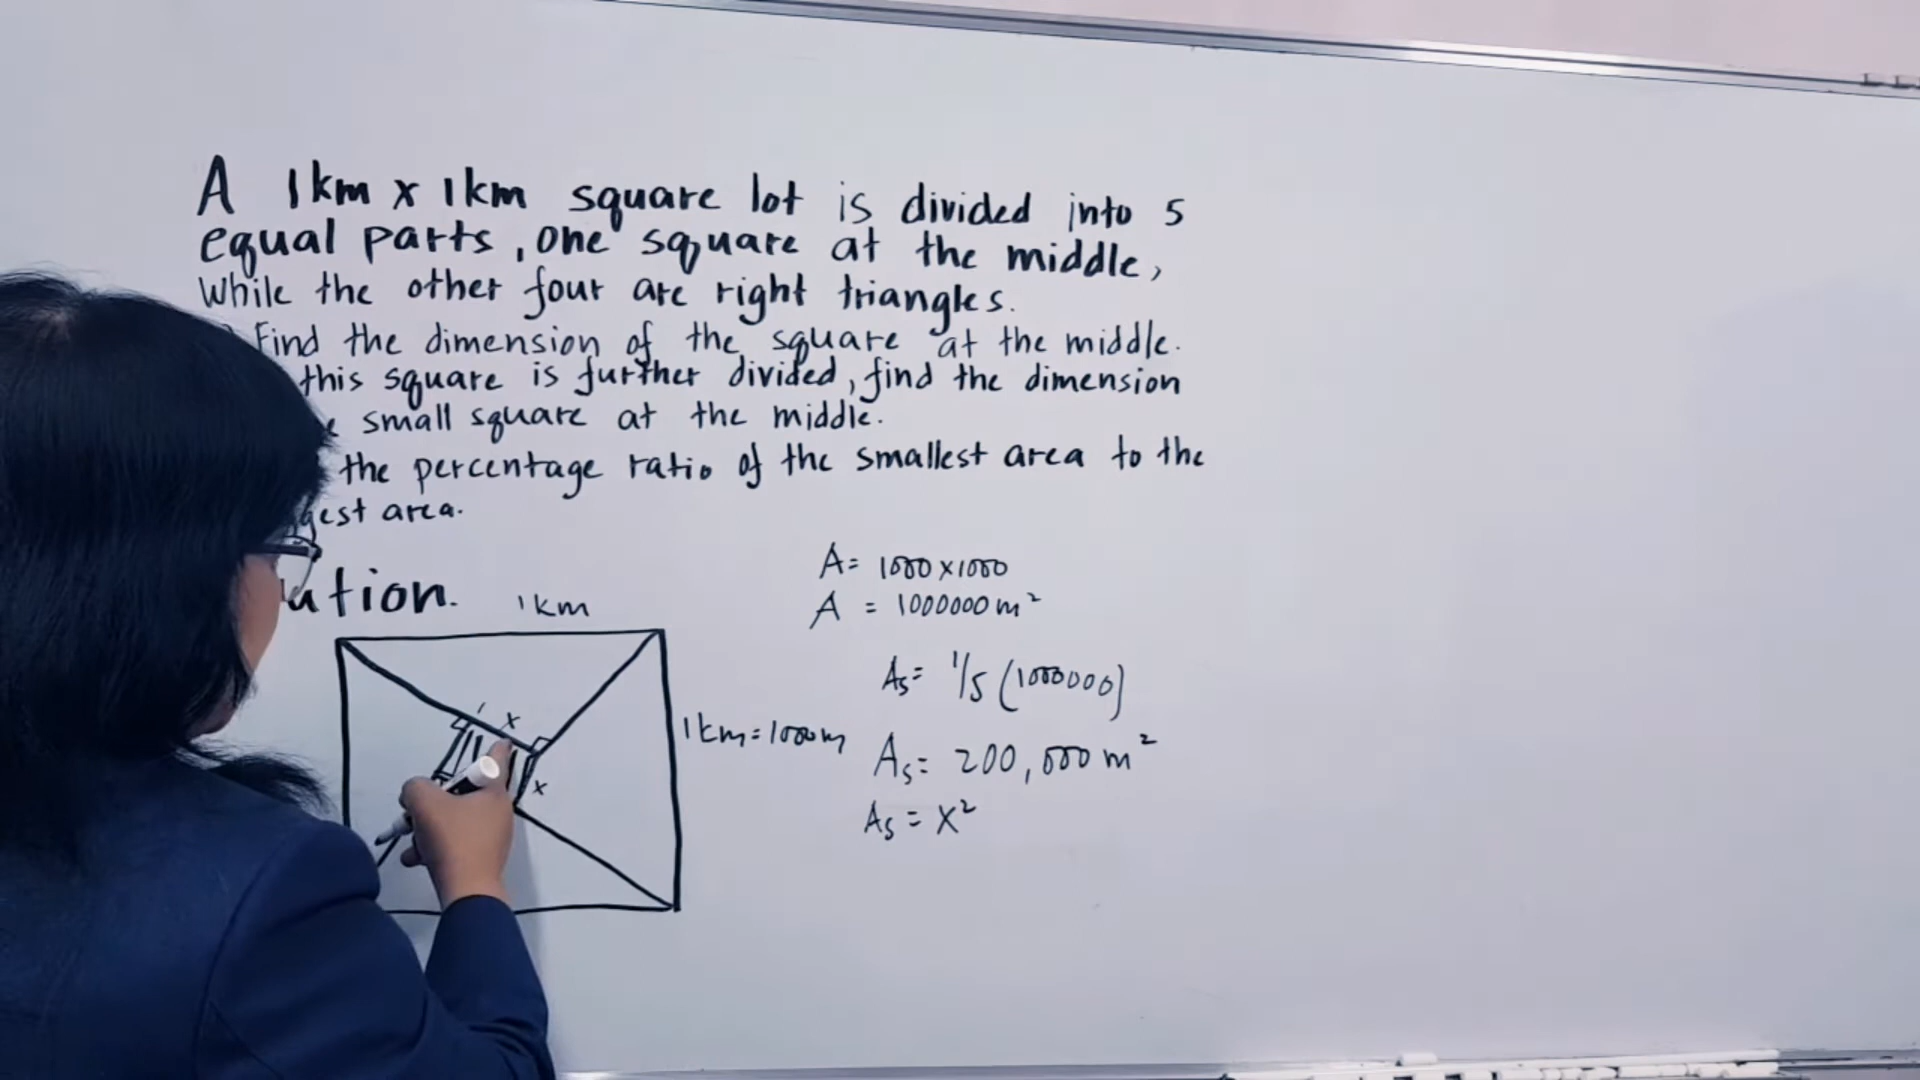 A 1km x 1km square lot is divided into 5
equal parts, one square at the middle,
While the other four are right triangles.
Find the dimension of the square at the middle.
this square is further divided, find the dimension
small square at the middle.
the percentage ratio of the smallest area to the
area.
1km
A = 1000 x 1000
A = 1000000 m²
As = 1/5 (1000000)
x
1km = 1000m
As = 200,000 m²
x
As = x²